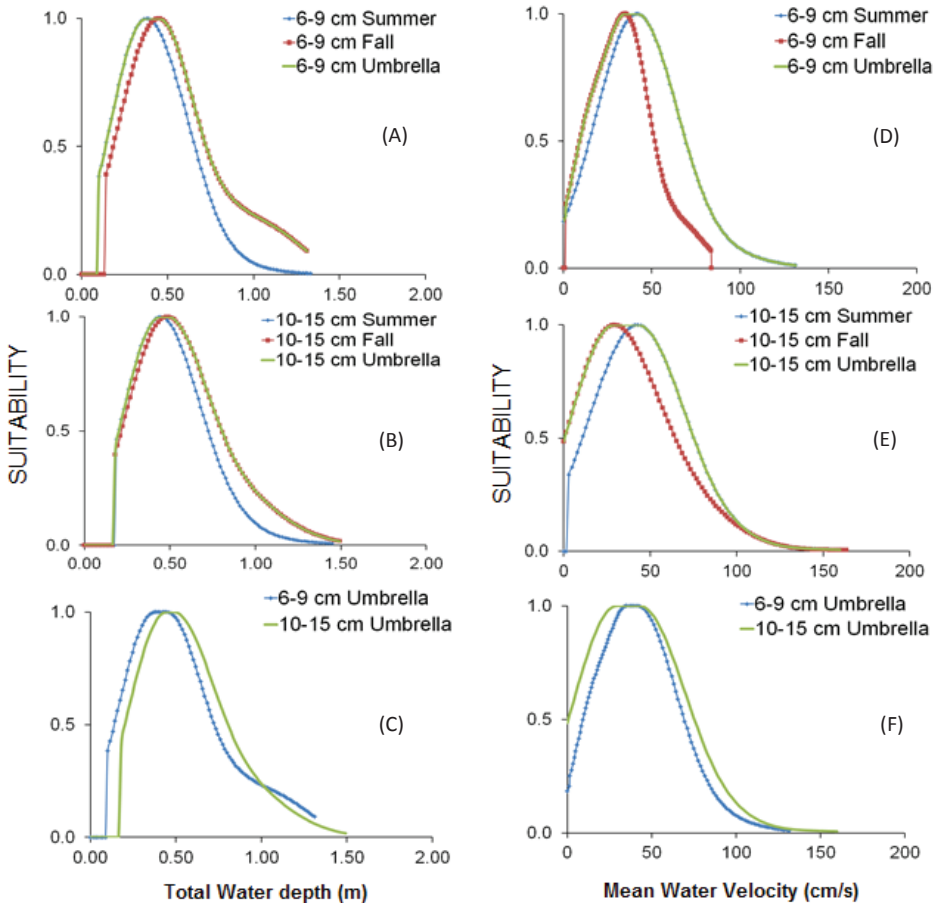 1.0
0.5
0.0
0.00
0.50
1.00
1.50
2.00
6-9 cm Summer
6-9 cm Fall
6-9 cm Umbrella
(A)
1.0
0.5
0.0
0
50
100
150
200
6-9 cm Summer
6-9 cm Fall
6-9 cm Umbrella
(D)
SUITABILITY
1.0
0.5
0.0
0.00
0.50
1.00
1.50
2.00
10-15 cm Summer
10-15 cm Fall
10-15 cm Umbrella
(B)
SUITABILITY
1.0
0.5
0.0
0
50
100
150
200
10-15 cm Summer
10-15 cm Fall
10-15 cm Umbrella
(E)
1.0
0.5
0.0
0.00
0.50
1.00
1.50
2.00
6-9 cm Umbrella
10-15 cm Umbrella
(C)
Total Water depth (m)
1.0
0.5
0.0
0
50
100
150
200
6-9 cm Umbrella
10-15 cm Umbrella
(F)
Mean Water Velocity (cm/s)